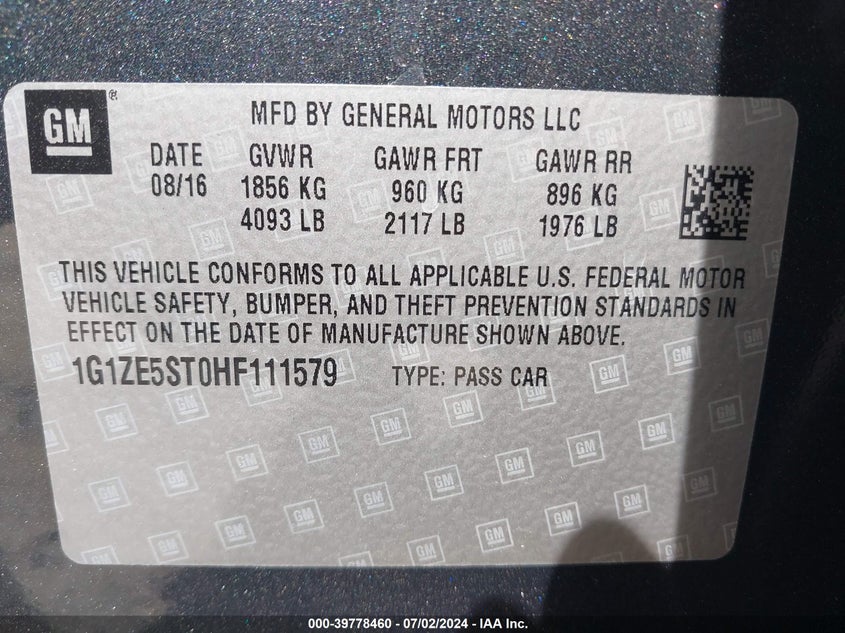 GM®
MFD BY GENERAL MOTORS LLC
DATE GVWR GAWR FRT GAWR RR
08/16 1856 KG 960 KG 896 KG
4093 LB 2117 LB 1976 LB
THIS VEHICLE CONFORMS TO ALL APPLICABLE U.S. FEDERAL MOTOR
VEHICLE SAFETY, BUMPER, AND THEFT PREVENTION STANDARDS IN
EFFECT ON THE DATE OF MANUFACTURE SHOWN ABOVE.
1G1ZE5ST0HF111579 TYPE: PASS CAR
000-39778460 - 07/02/2024 - IAA Inc.